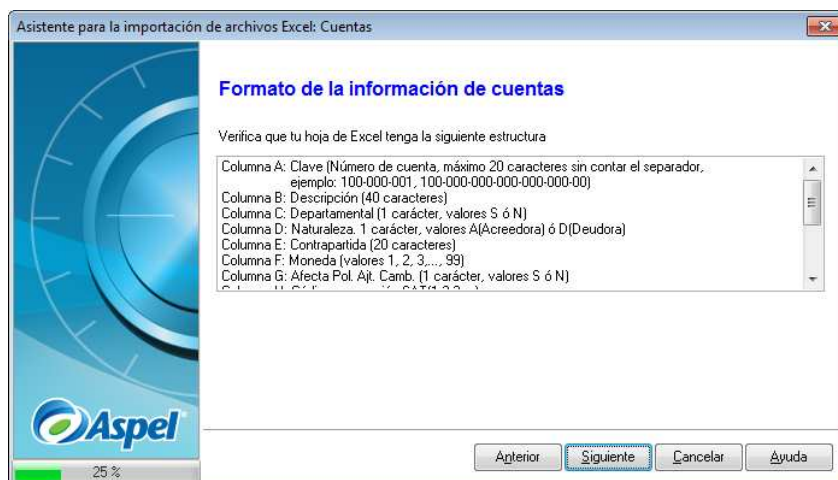 Asistente para la importación de archivos Excel: Cuentas
Formato de la información de cuentas
Verifica que tu hoja de Excel tenga la siguiente estructura
Columna A: Clave (Número de cuenta, máximo 20 caracteres sin contar el separador,
ejemplo: 100-000-001, 100-000-000-000-000-000-00)
Columna B: Descripción (40 caracteres)
Columna C: Departamental (1 carácter, valores S ó N)
Columna D: Naturaleza. 1 carácter, valores A(Acreedora) ó D(Deudora)
Columna E: Contrapartida (20 caracteres)
Columna F: Moneda (valores 1, 2, 3,..., 99)
Columna G: Afecta Pol. Ajt. Camb. (1 carácter, valores S ó N)
Aspel
25 %
Anterior
Siguiente
Cancelar
Ayuda